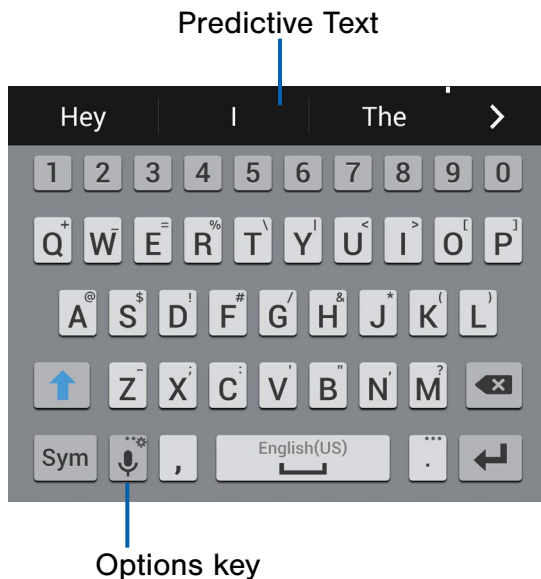 Predictive Text
Hey I The >
1 2 3 4 5 6 7 8 9 0
Q+ W_ E= R% T\ Y| U< I> O[ P]
A@ S$ D! F# G/ H& J* K( L)
Z- X; C: V' B" N, M?
Sym , English(US) .
Options key